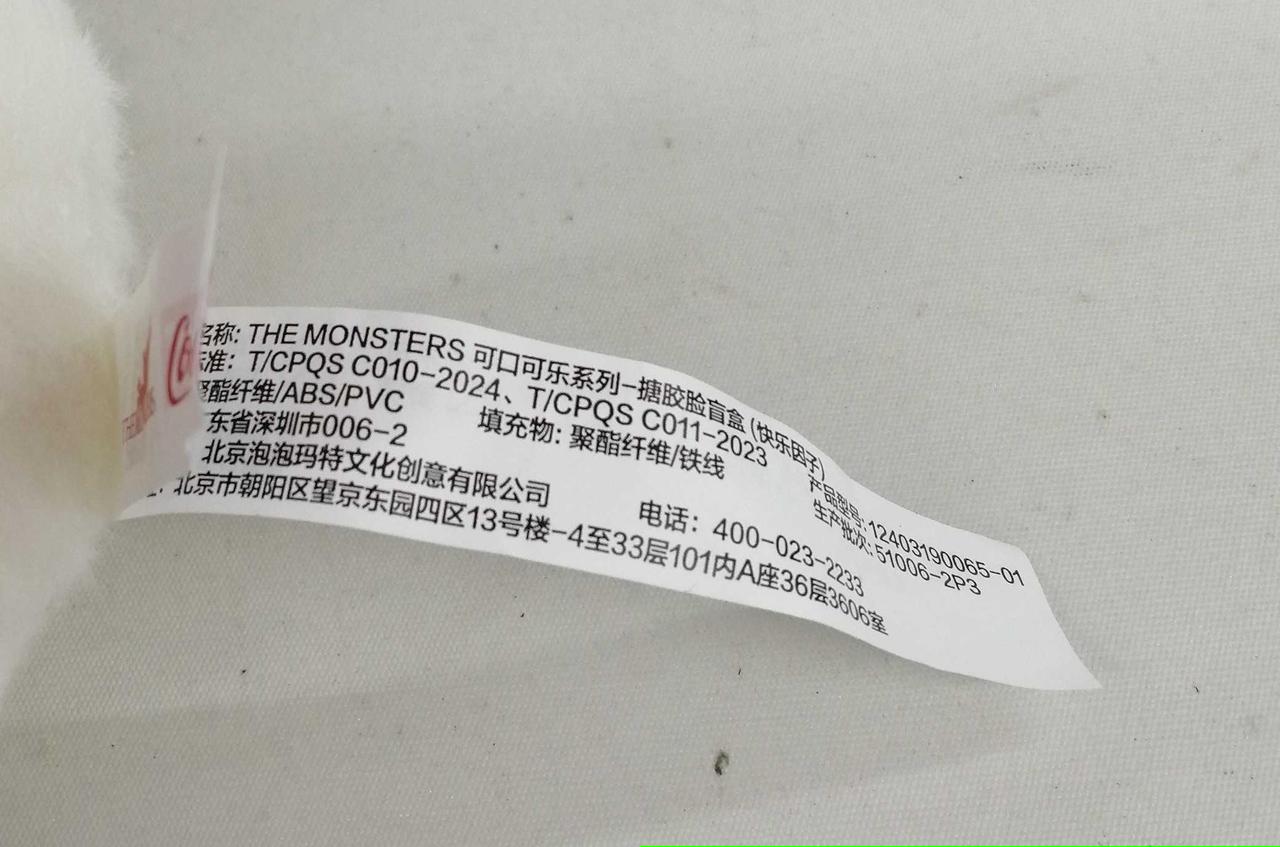 名称: THE MONSTERS 可口可乐系列-搪胶脸盲盒 (快乐因子)
标准: T/CPQS C010-2024、T/CPQS C011-2023
聚酯纤维/ABS/PVC 填充物: 聚酯纤维/铁线
东省深圳市006-2
北京泡泡玛特文化创意有限公司 电话: 400-023-2233
北京市朝阳区望京东园四区13号楼-4至33层101内A座36层3606室
产品型号: 12403190065-01
生产批次: 51006-2P3